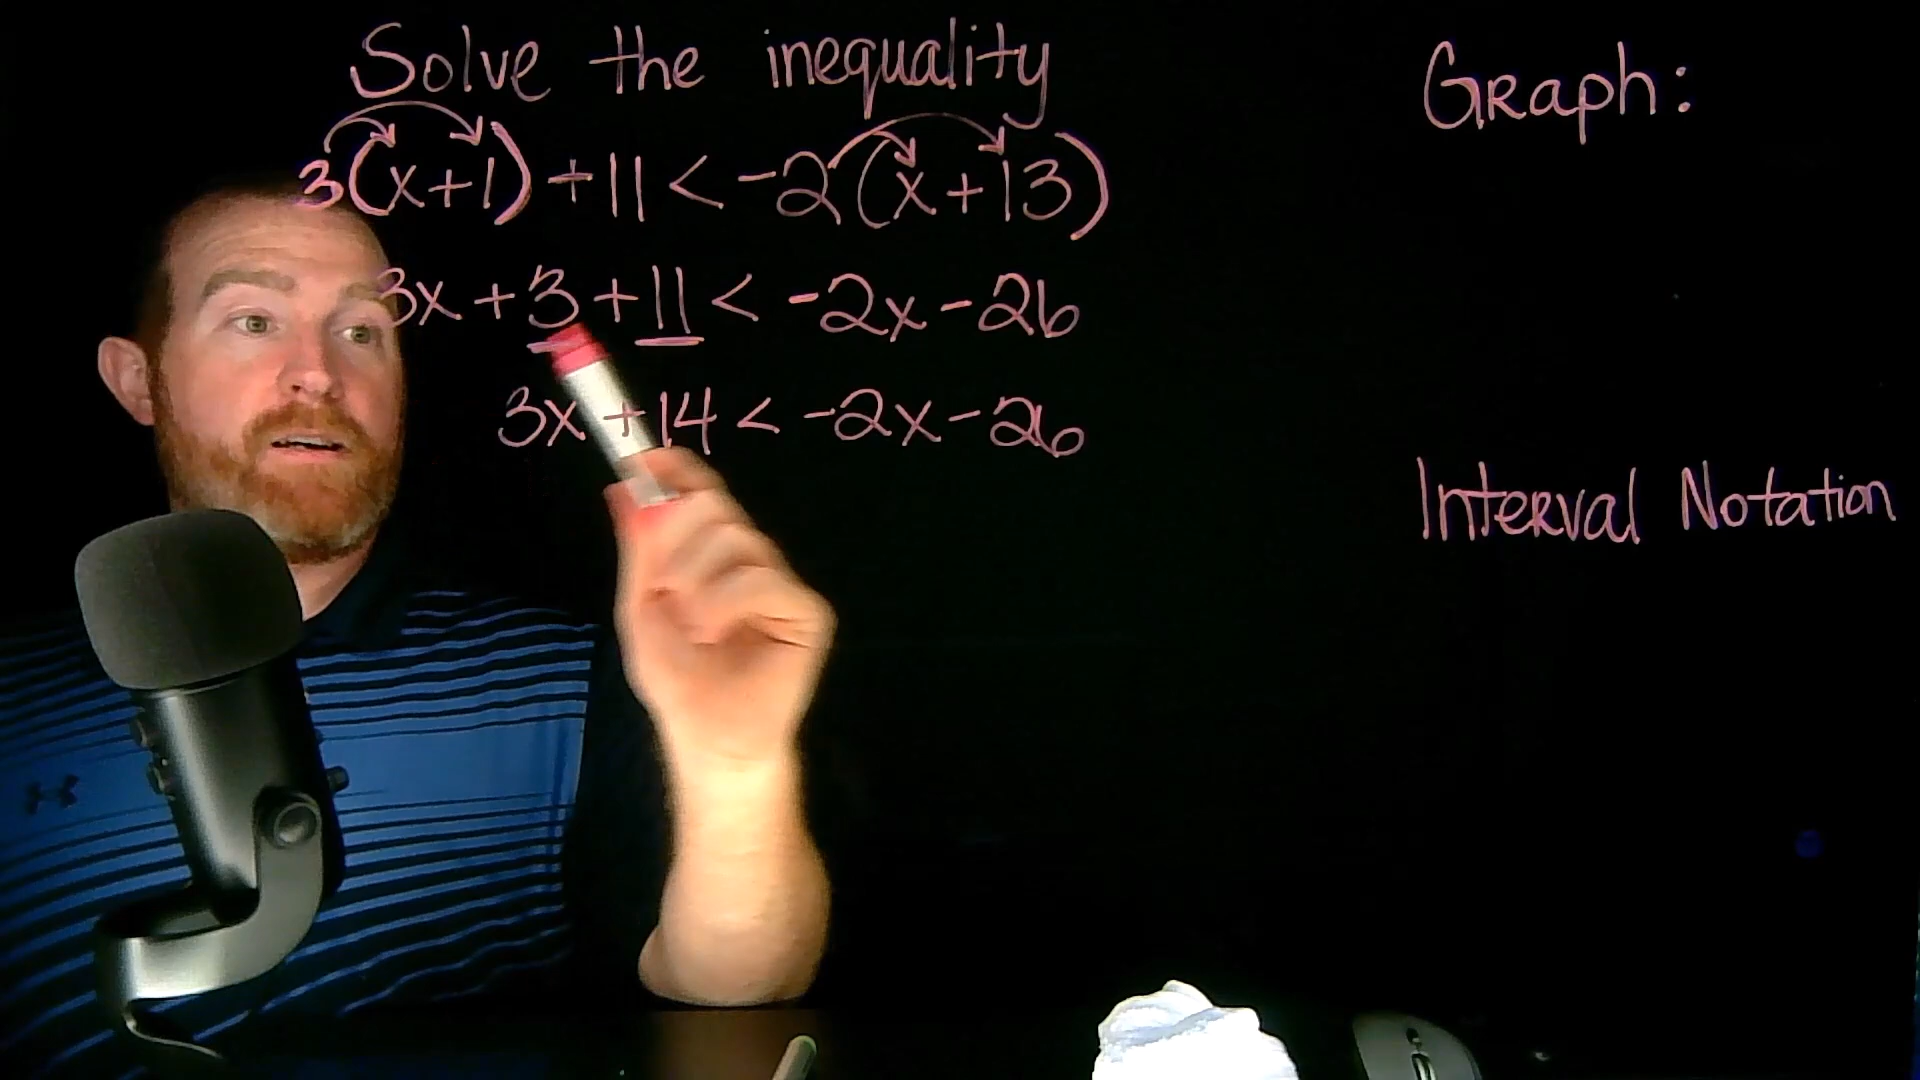 Solve the inequality
3(x+1)+11<-2(x+13)
3x+3+11<-2x-26
3x+14<-2x-26
Graph:
Interval Notation